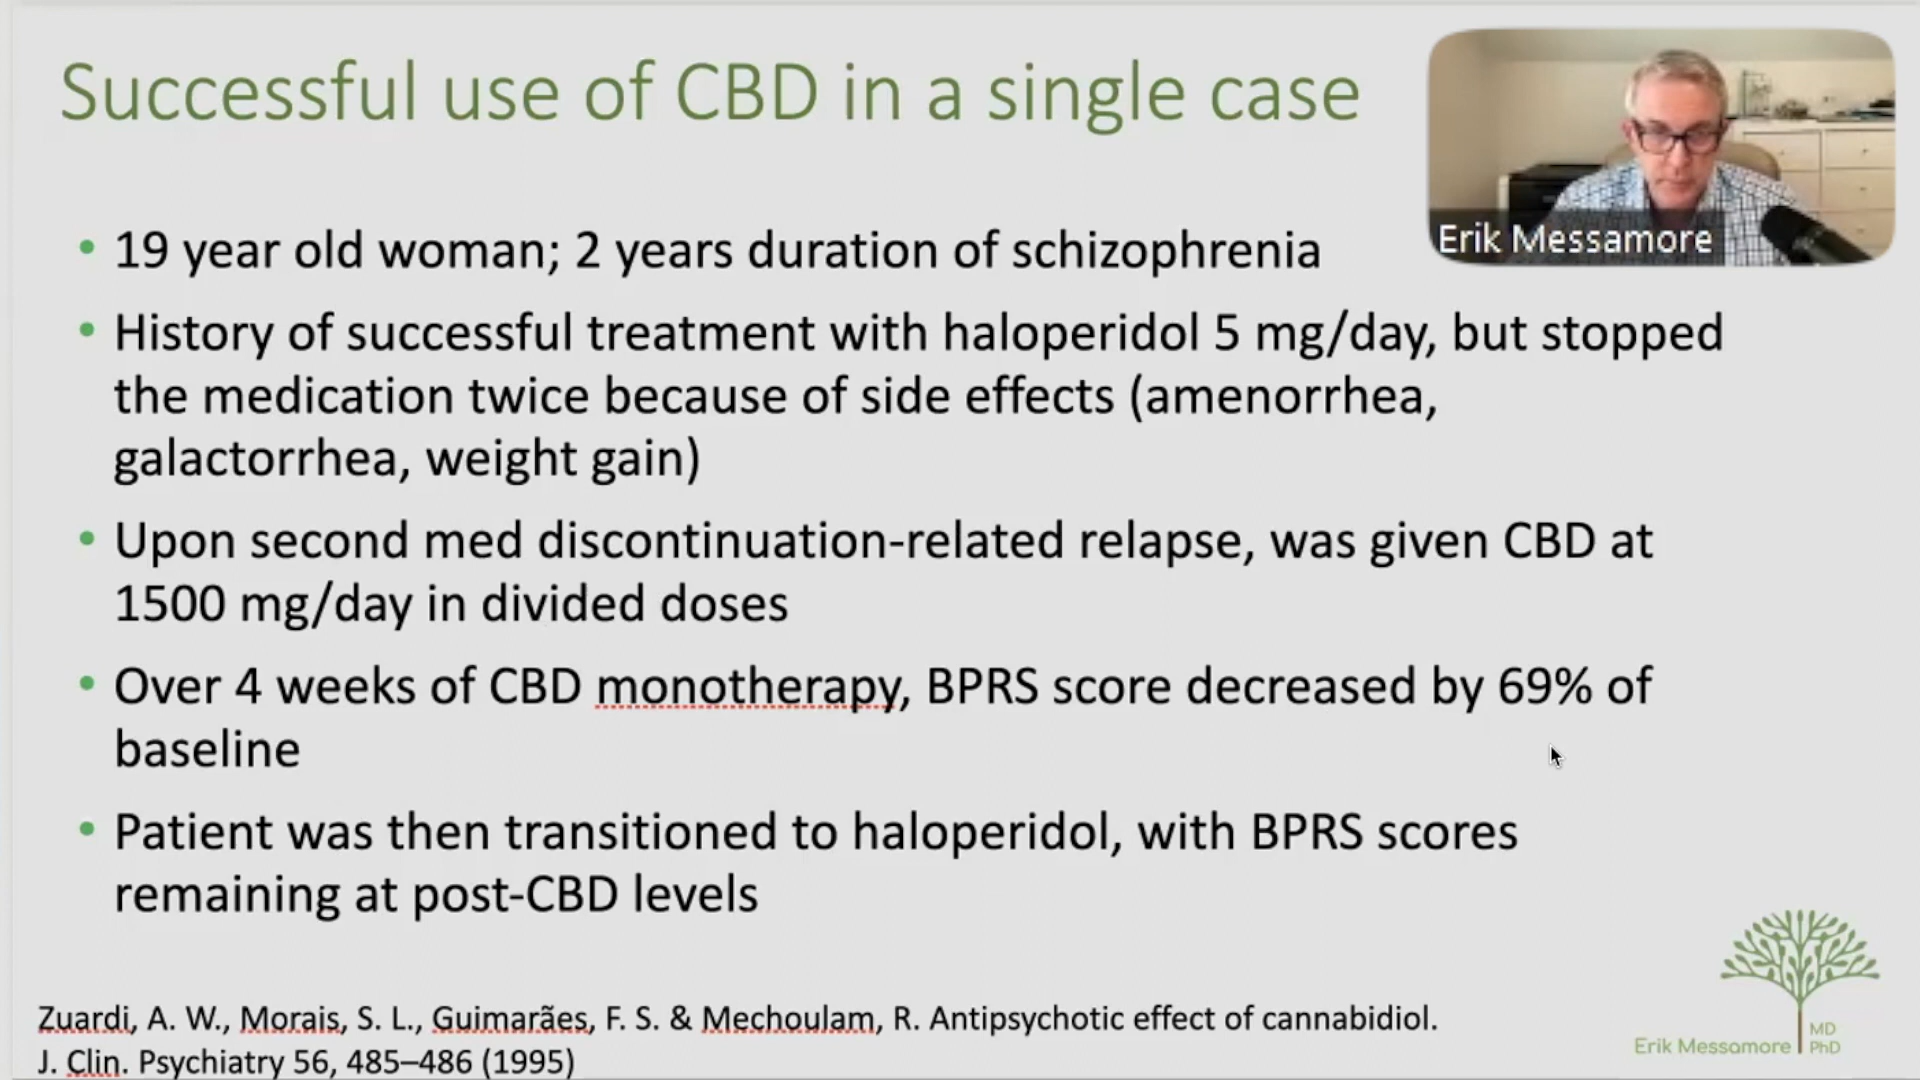 Successful use of CBD in a single case
Erik Messamore
• 19 year old woman; 2 years duration of schizophrenia
• History of successful treatment with haloperidol 5 mg/day, but stopped
the medication twice because of side effects (amenorrhea,
galactorrhea, weight gain)
• Upon second med discontinuation-related relapse, was given CBD at
1500 mg/day in divided doses
• Over 4 weeks of CBD monotherapy, BPRS score decreased by 69% of
baseline
• Patient was then transitioned to haloperidol, with BPRS scores
remaining at post-CBD levels
Zuardi, A. W., Morais, S. L., Guimarães, F. S. & Mechoulam, R. Antipsychotic effect of cannabidiol.
J. Clin. Psychiatry 56, 485–486 (1995)
Erik Messamore MD
PhD